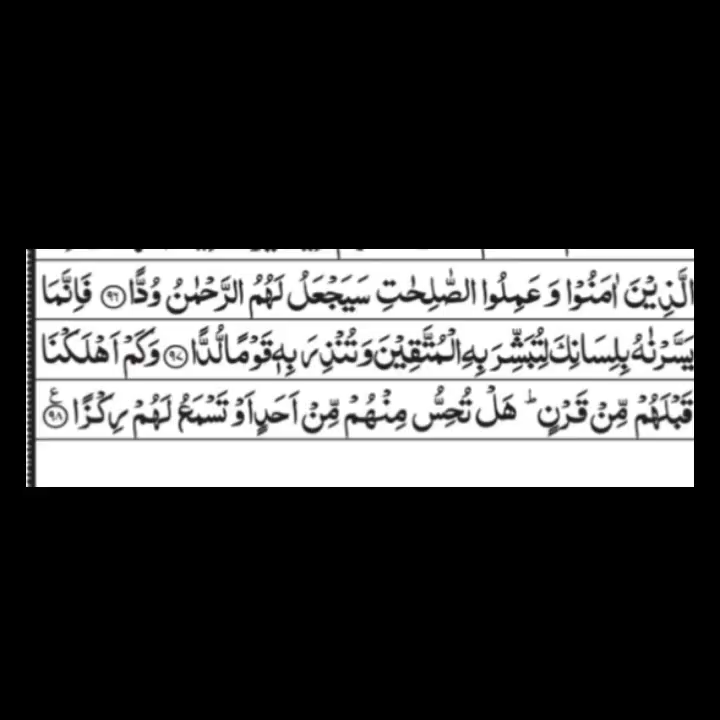 الَّذِيْنَ اٰمَنُوْا وَ عَمِلُوا الصّٰلِحٰتِ سَيَجْعَلُ لَهُمُ الرَّحْمٰنُ وُدًّا ۹۶ فَاِنَّمَا
يَسَّرْنٰهُ بِلِسَانِكَ لِتُبَشِّرَ بِهِ الْمُتَّقِيْنَ وَ تُنْذِرَ بِهٖ قَوْمًا لُّدًّا ۹۷ وَ كَمْ اَهْلَكْنَا
قَبْلَهُمْ مِّنْ قَرْنٍ ؕ هَلْ تُحِسُّ مِنْهُمْ مِّنْ اَحَدٍ اَوْ تَسْمَعُ لَهُمْ رِكْزًا ۹۸ ع